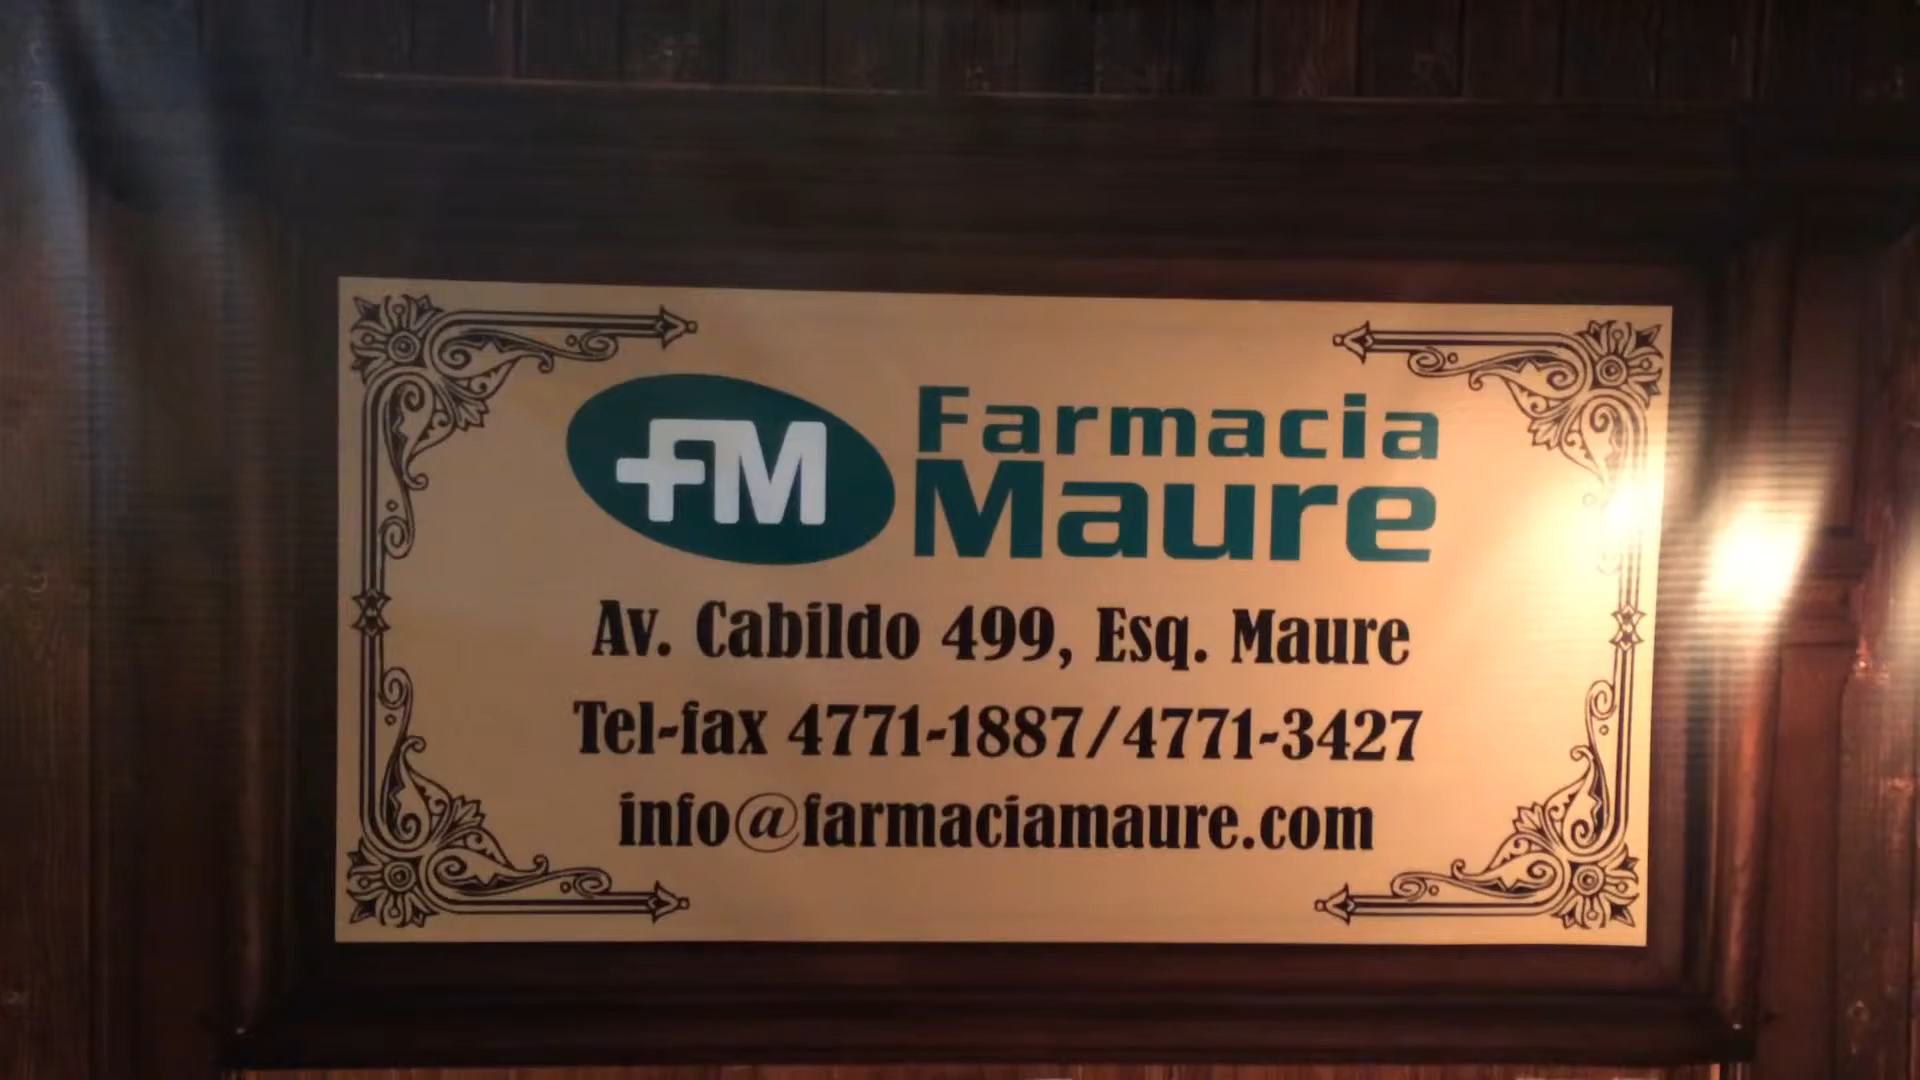 FM
Farmacia
Maure
Av. Cabildo 499, Esq. Maure
Tel-fax 4771-1887/4771-3427
info@farmaciamaure.com